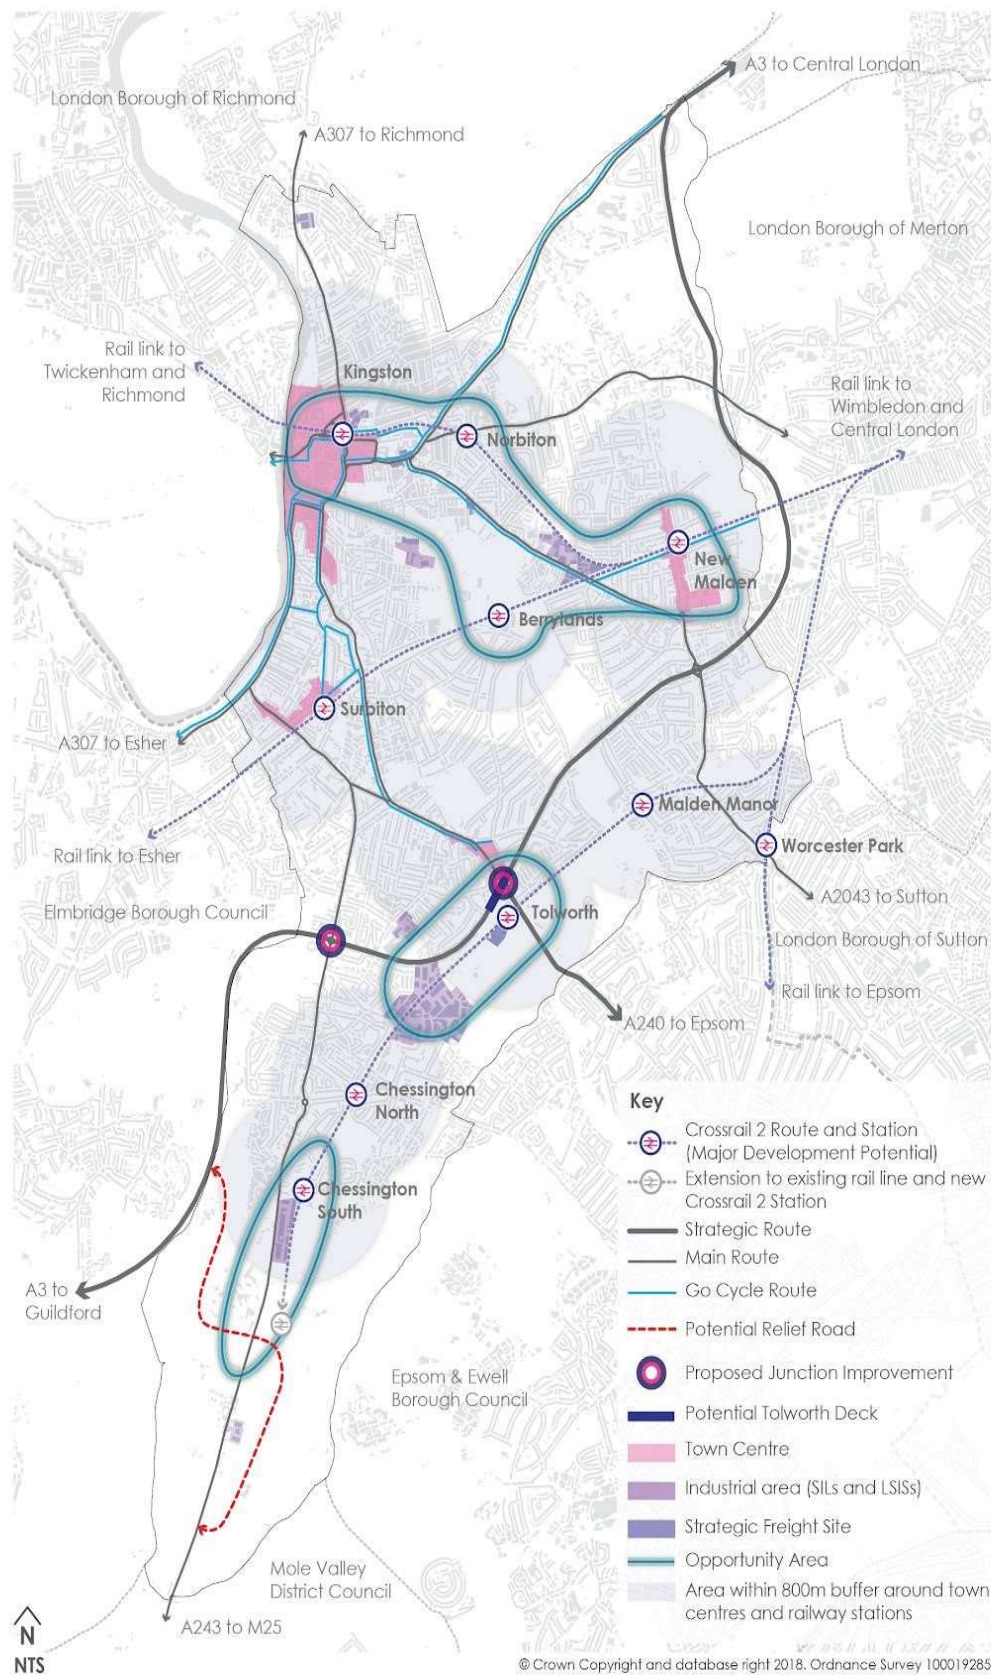 A3 to Central London
London Borough of Richmond
A307 to Richmond
London Borough of Merton
Rail link to
Twickenham and
Richmond
Kingston
Rail link to
Wimbledon and
Central London
Norbiton
New
Malden
Berrylands
Surbiton
A307 to Esher
Malden Manor
Rail link to Esher
Worcester Park
A2043 to Sutton
Elmbridge Borough Council
Tolworth
London Borough of Sutton
Rail link to Epsom
A240 to Epsom
Chessington
North
Chessington
South
A3 to
Guildford
Epsom & Ewell
Borough Council
Mole Valley
District Council
A243 to M25
N
NTS
Key
Crossrail 2 Route and Station
(Major Development Potential)
Extension to existing rail line and new
Crossrail 2 Station
Strategic Route
Main Route
Go Cycle Route
Potential Relief Road
Proposed Junction Improvement
Potential Tolworth Deck
Town Centre
Industrial area (SILs and LSISs)
Strategic Freight Site
Opportunity Area
Area within 800m buffer around town
centres and railway stations
© Crown Copyright and database right 2018. Ordnance Survey 100019285